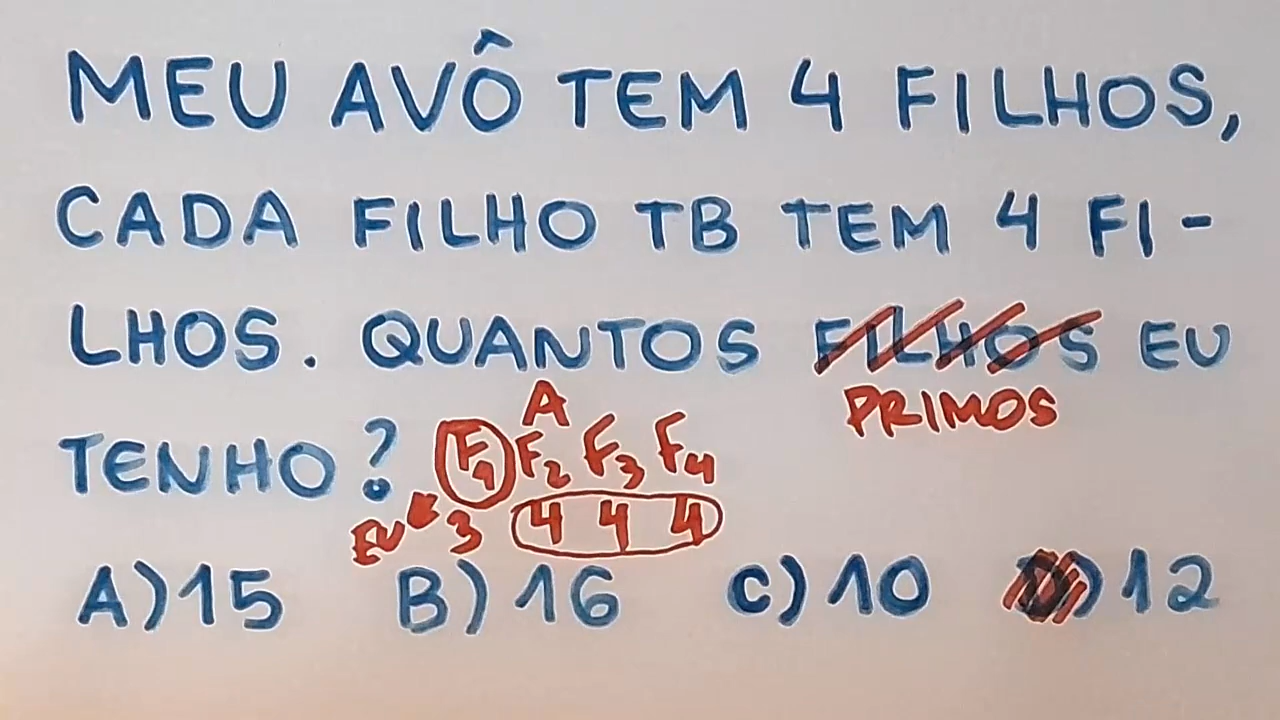 MEU AVÔ TEM 4 FILHOS,
CADA FILHO TB TEM 4 FI-
LHOS. QUANTOS FILHOS EU
PRIMOS
TENHO?
A
F1 F2 F3 F4
EU 3 4 4 4
A) 15 B) 16 C) 10 D) 12